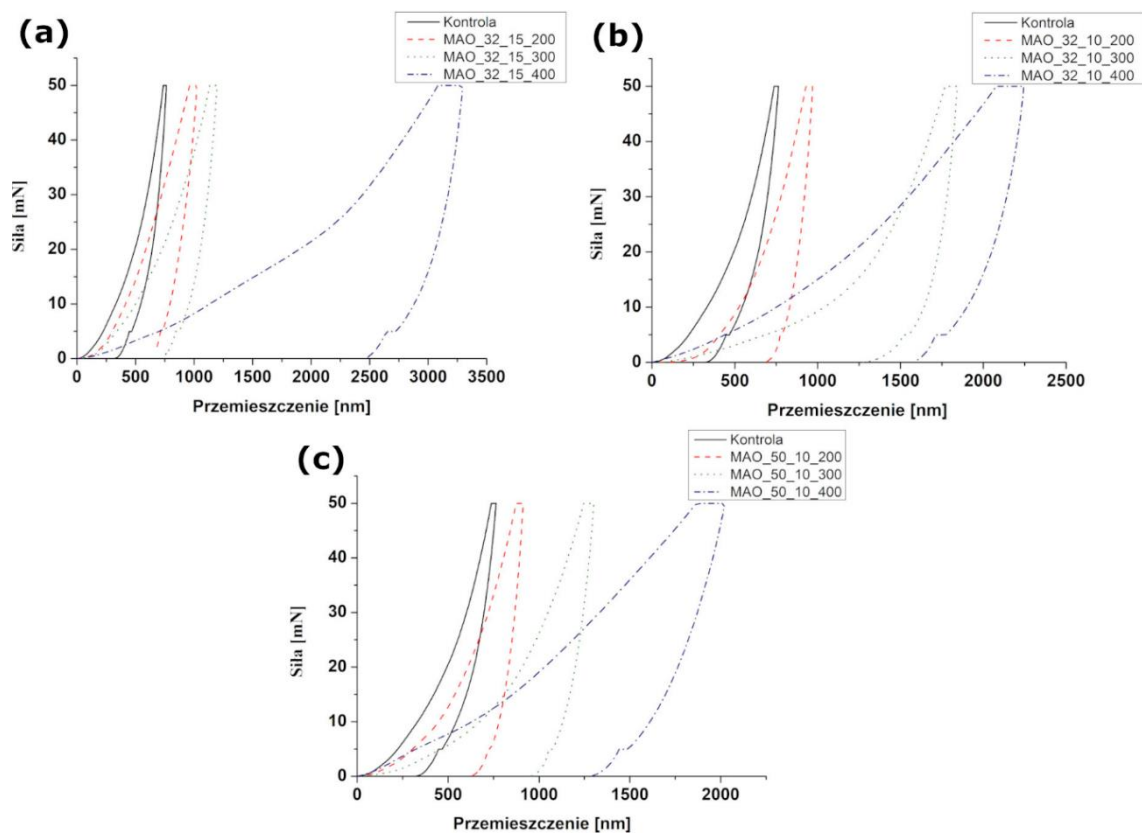 (a)
Kontrola
MAO_32_15_200
MAO_32_15_300
MAO_32_15_400
Siła [mN]
50
40
30
20
10
0
0 500 1000 1500 2000 2500 3000 3500
Przemieszczenie [nm]
(b)
Kontrola
MAO_32_10_200
MAO_32_10_300
MAO_32_10_400
Siła [mN]
50
40
30
20
10
0
0 500 1000 1500 2000 2500
Przemieszczenie [nm]
(c)
Kontrola
MAO_50_10_200
MAO_50_10_300
MAO_50_10_400
Siła [mN]
50
40
30
20
10
0
0 500 1000 1500 2000
Przemieszczenie [nm]